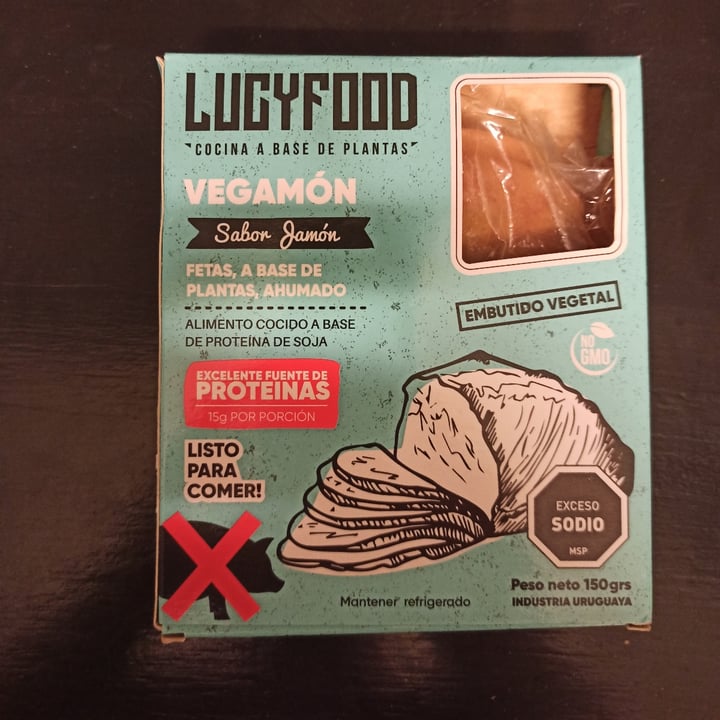 LUCYFOOD
"COCINA A BASE DE PLANTAS"
VEGAMÓN
Sabor Jamón
FETAS, A BASE DE
PLANTAS, AHUMADO
ALIMENTO COCIDO A BASE
DE PROTEÍNA DE SOJA
EXCELENTE FUENTE DE
PROTEINAS
15g POR PORCIÓN
LISTO
PARA
COMER!
EMBUTIDO VEGETAL
NO
GMO
EXCESO
SODIO
MSP
Mantener refrigerado
Peso neto 150grs
INDUSTRIA URUGUAYA